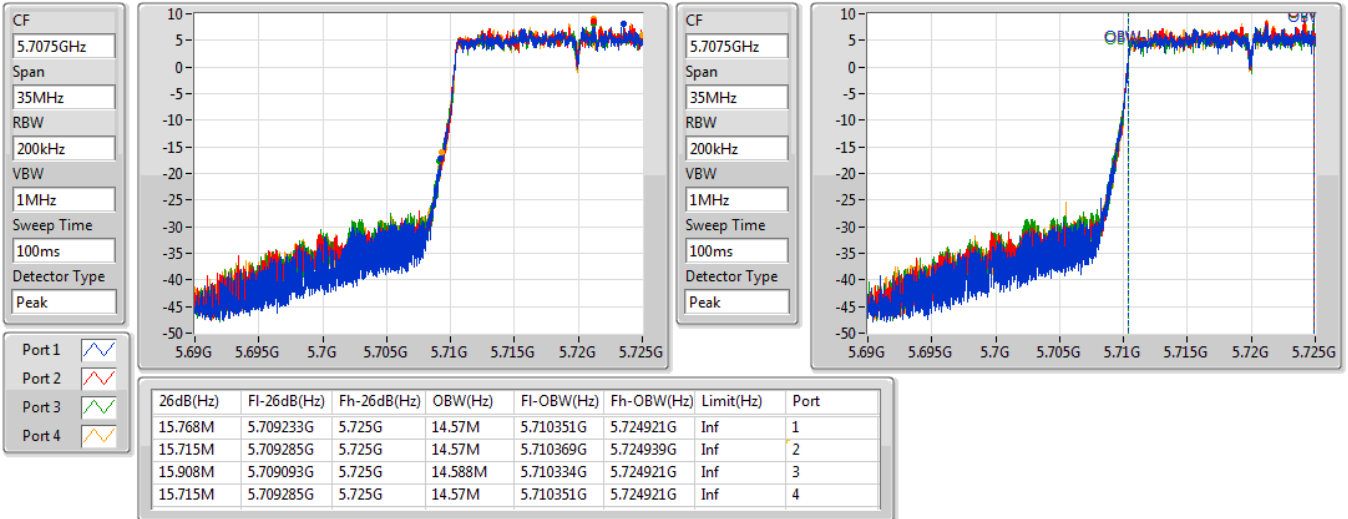 CF
5.7075GHz
Span
35MHz
RBW
200kHz
VBW
1MHz
Sweep Time
100ms
Detector Type
Peak
10
5
0
-5
-10
-15
-20
-25
-30
-35
-40
-45
-50
5.69G 5.695G 5.7G 5.705G 5.71G 5.715G 5.72G 5.725G
CF
5.7075GHz
Span
35MHz
RBW
200kHz
VBW
1MHz
Sweep Time
100ms
Detector Type
Peak
10
5
0
-5
-10
-15
-20
-25
-30
-35
-40
-45
-50
OBW
OBW
5.69G 5.695G 5.7G 5.705G 5.71G 5.715G 5.72G 5.725G
Port 1
Port 2
Port 3
Port 4
26dB(Hz) Fl-26dB(Hz) Fh-26dB(Hz) OBW(Hz) Fl-OBW(Hz) Fh-OBW(Hz) Limit(Hz) Port
15.768M 5.709233G 5.725G 14.57M 5.710351G 5.724921G Inf 1
15.715M 5.709285G 5.725G 14.57M 5.710369G 5.724939G Inf 2
15.908M 5.709093G 5.725G 14.588M 5.710334G 5.724921G Inf 3
15.715M 5.709285G 5.725G 14.57M 5.710351G 5.724921G Inf 4